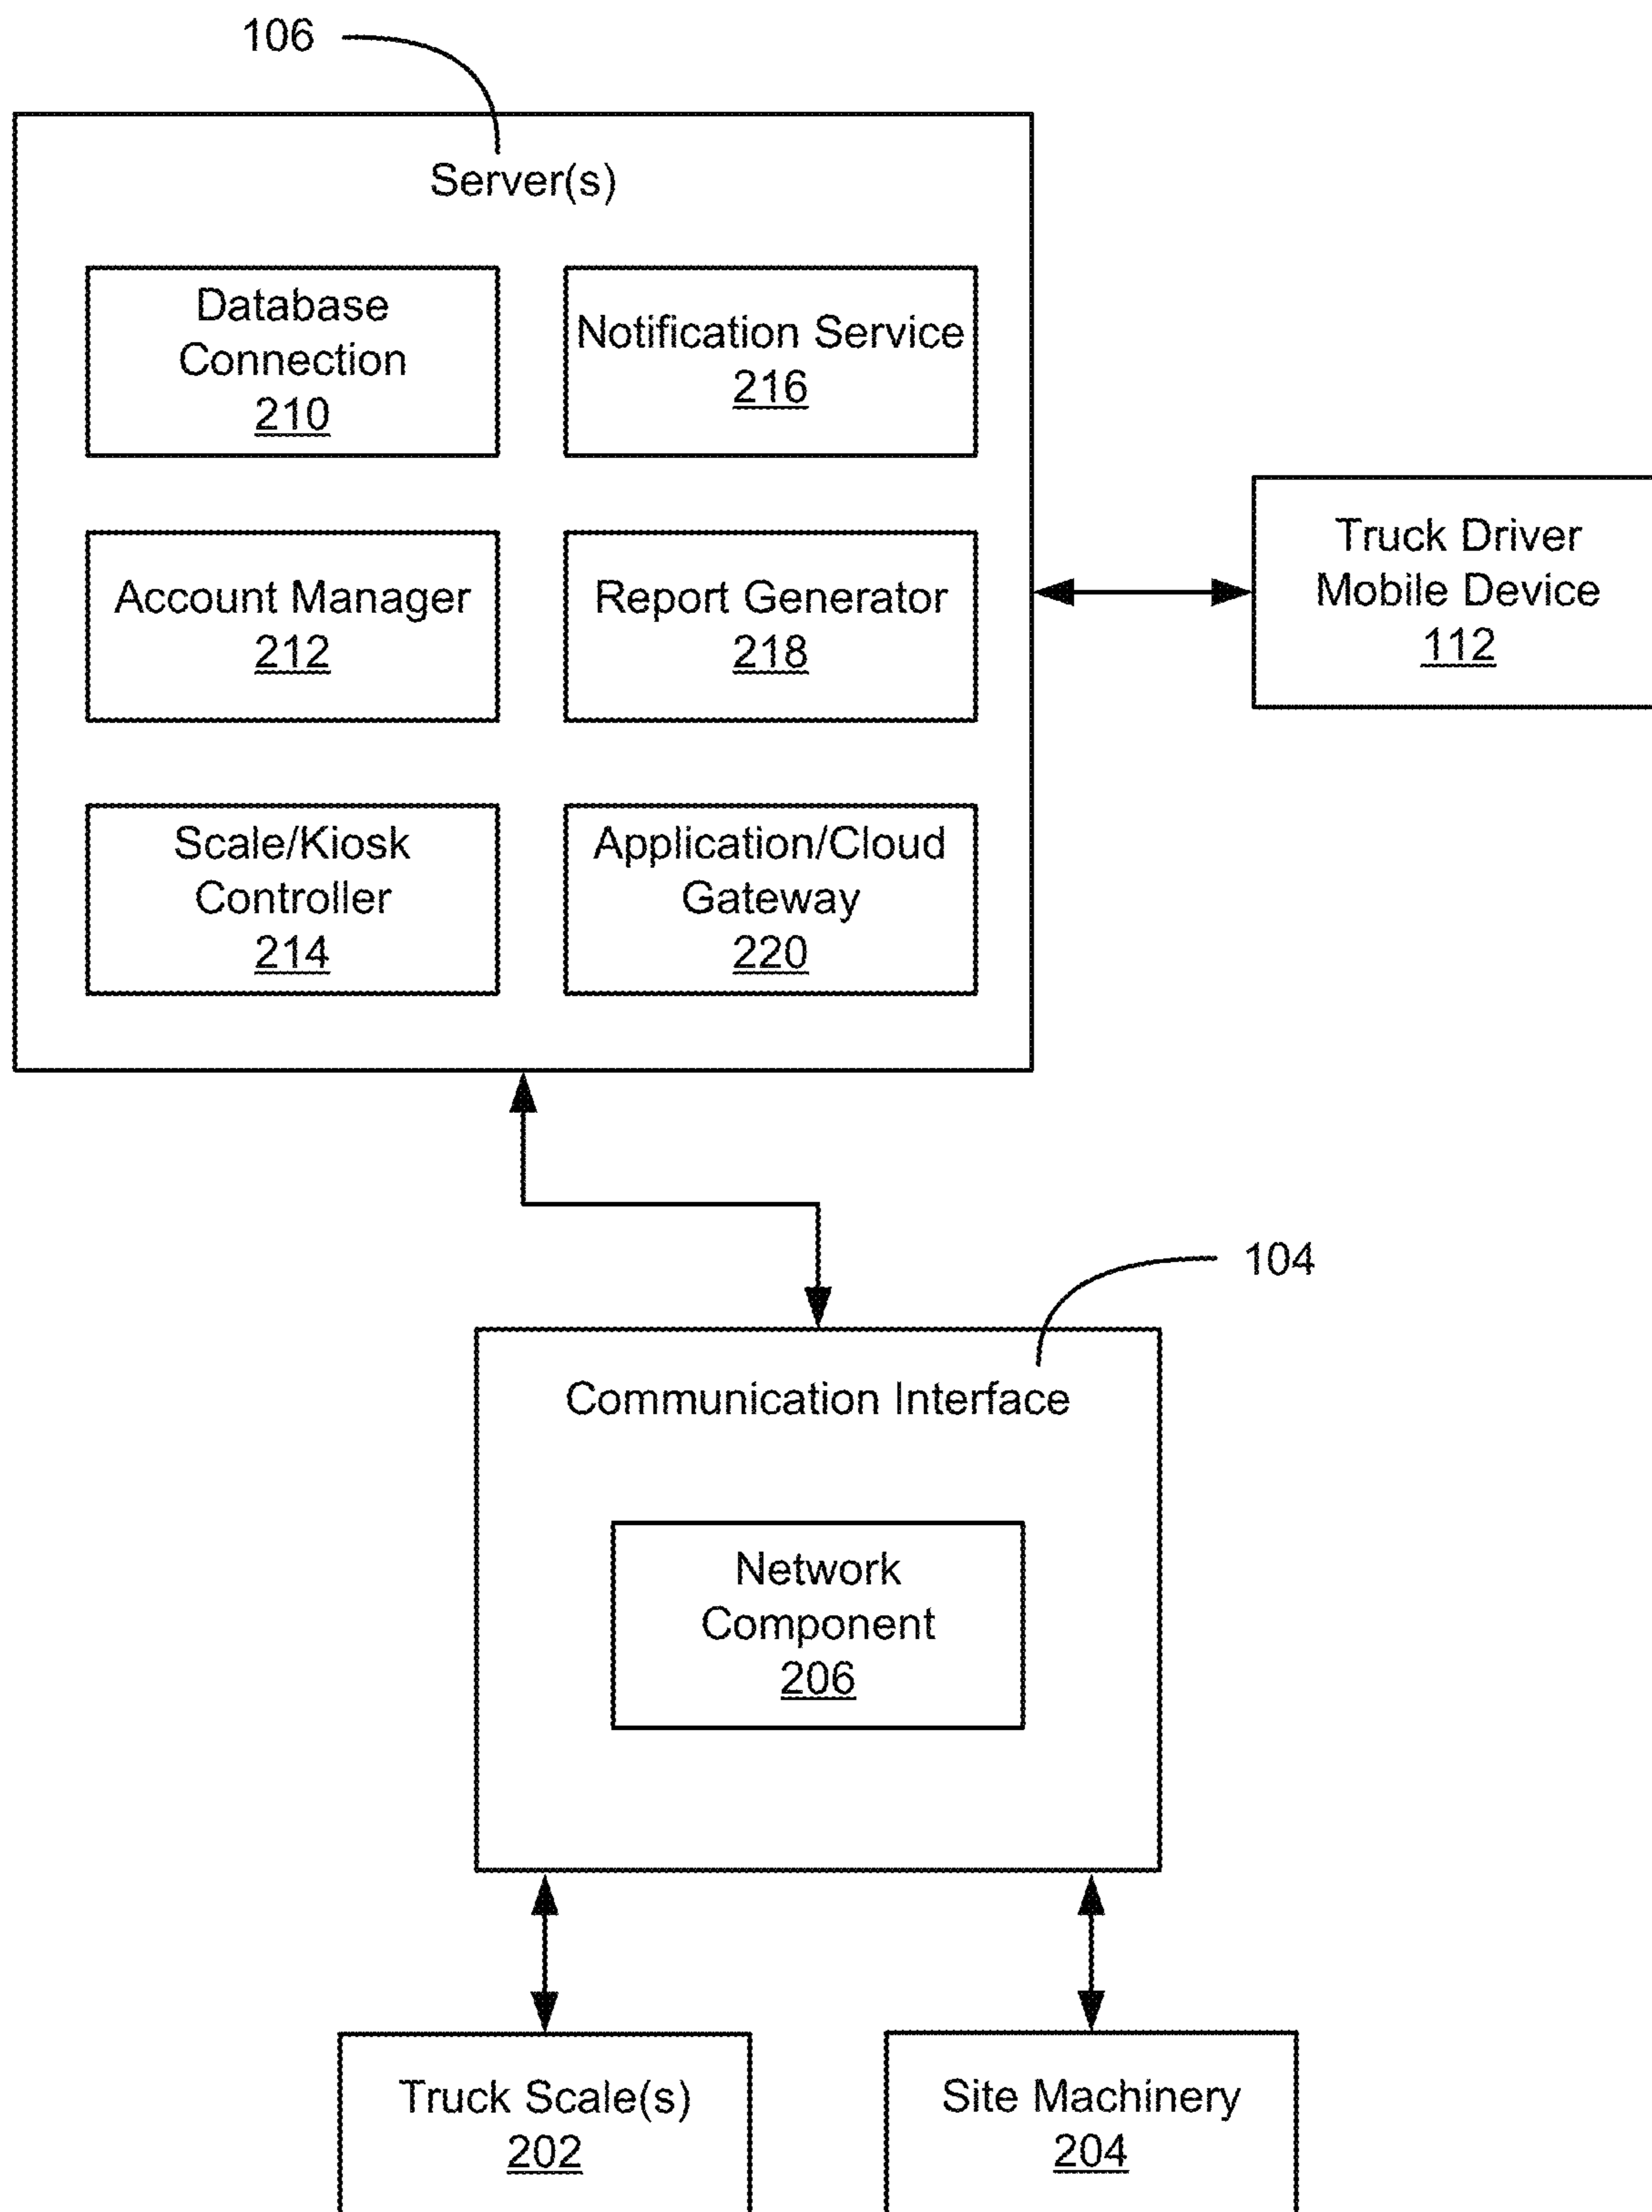 106
Server(s)
Database
Connection
210
Notification Service
216
Account Manager
212
Report Generator
218
Truck Driver
Mobile Device
112
Scale/Kiosk
Controller
214
Application/Cloud
Gateway
220
104
Communication Interface
Network
Component
206
Truck Scale(s)
202
Site Machinery
204